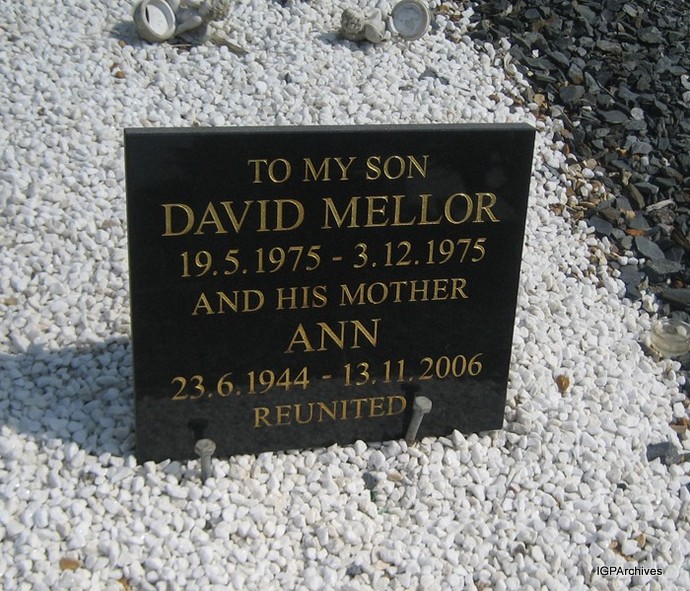 TO MY SON
DAVID MELLOR
19.5.1975 - 3.12.1975
AND HIS MOTHER
ANN
23.6.1944 - 13.11.2006
REUNITED
IGPArchives